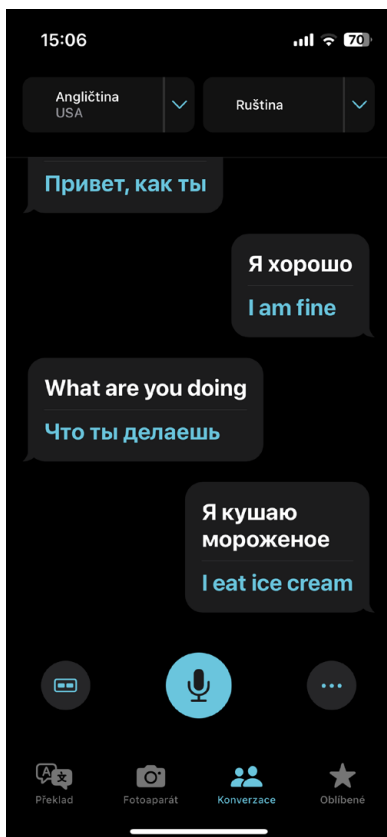 15:06
70
Angličtina
USA
Ruština
Привет, как ты
Я хорошо
I am fine
What are you doing
Что ты делаешь
Я кушаю
мороженое
I eat ice cream
A 文
Překlad
Fotoaparát
Konverzace
Oblíbené